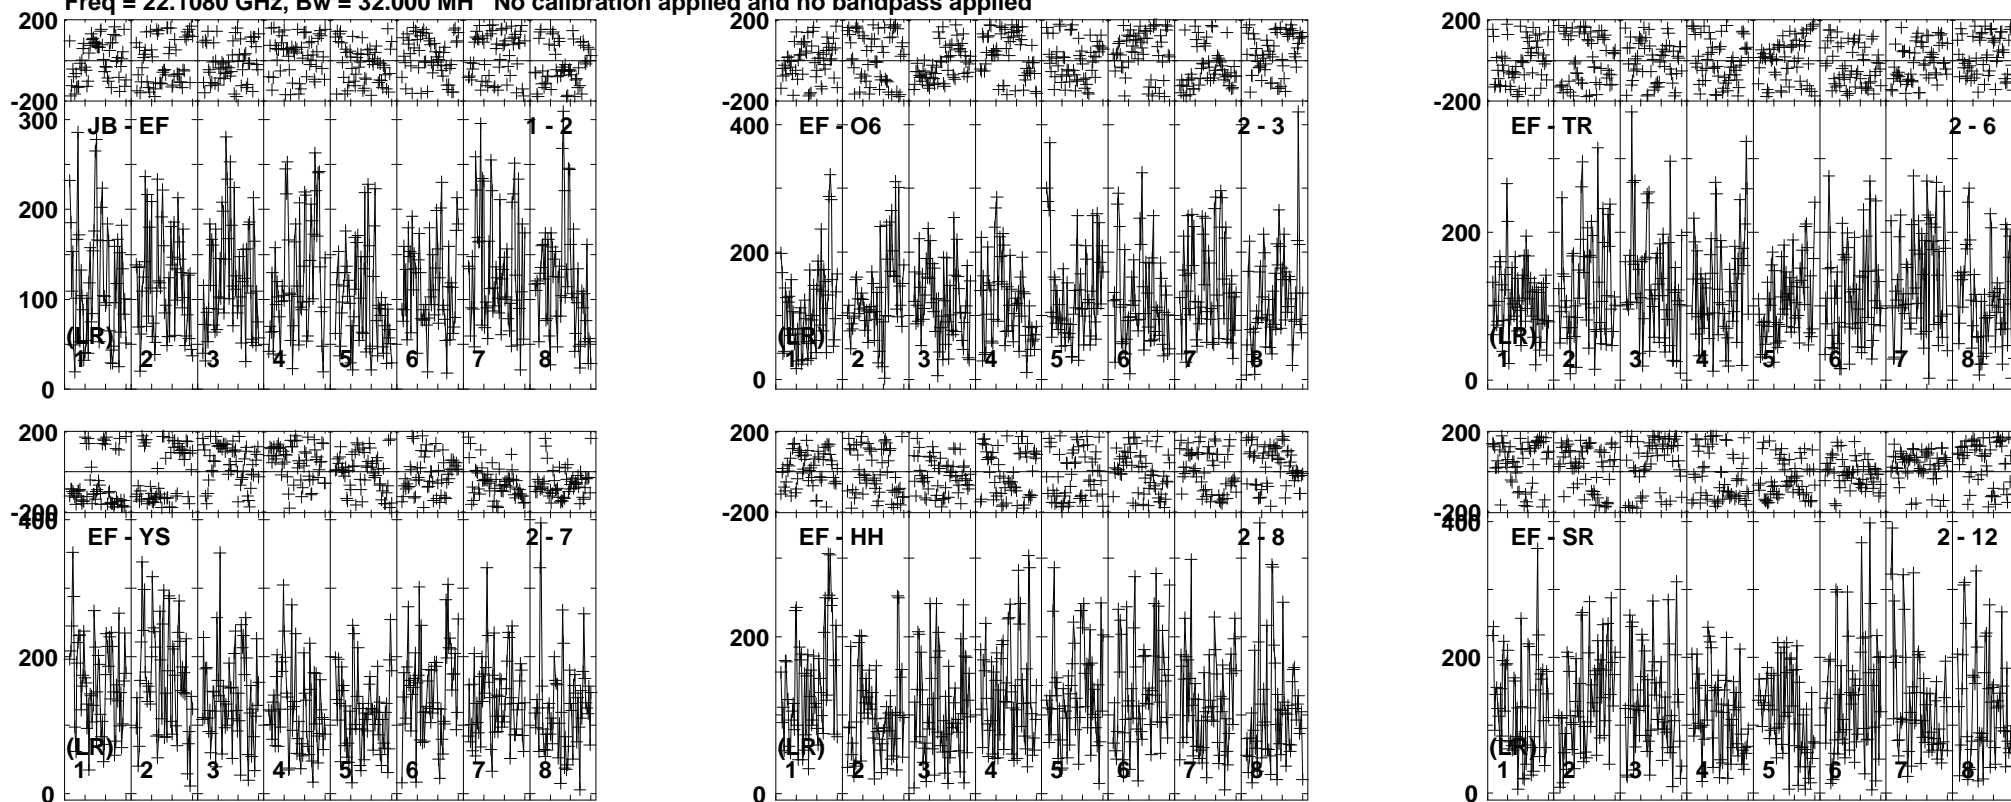 Freq = 22.1080 GHz, Bw = 32.000 MH No calibration applied and no bandpass applied
200
-200
300
200
100
0
JB - EF
1 - 2
(LR)
1 2 3 4 5 6 7 8
200
-200
400
200
0
EF - O6
2 - 3
(LR)
1 2 3 4 5 6 7 8
200
-200
200
0
EF - TR
2 - 6
(LR)
1 2 3 4 5 6 7 8
200
-200
400
200
0
EF - YS
2 - 7
(LR)
1 2 3 4 5 6 7 8
200
-200
200
0
EF - HH
2 - 8
(LR)
1 2 3 4 5 6 7 8
200
-200
400
200
0
EF - SR
2 - 12
(LR)
1 2 3 4 5 6 7 8